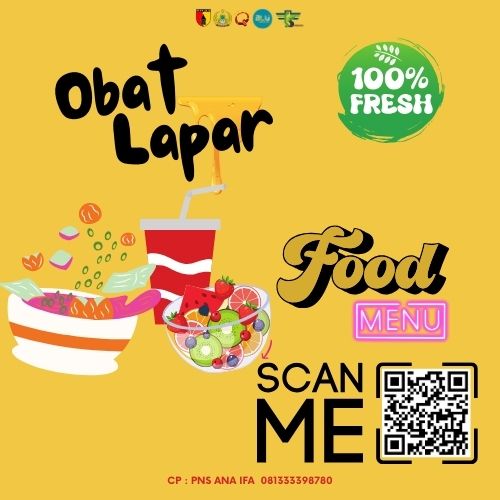 Obat
Lapar
100%
FRESH
Food
MENU
SCAN
ME
CP : PNS ANA IFA 081333398780